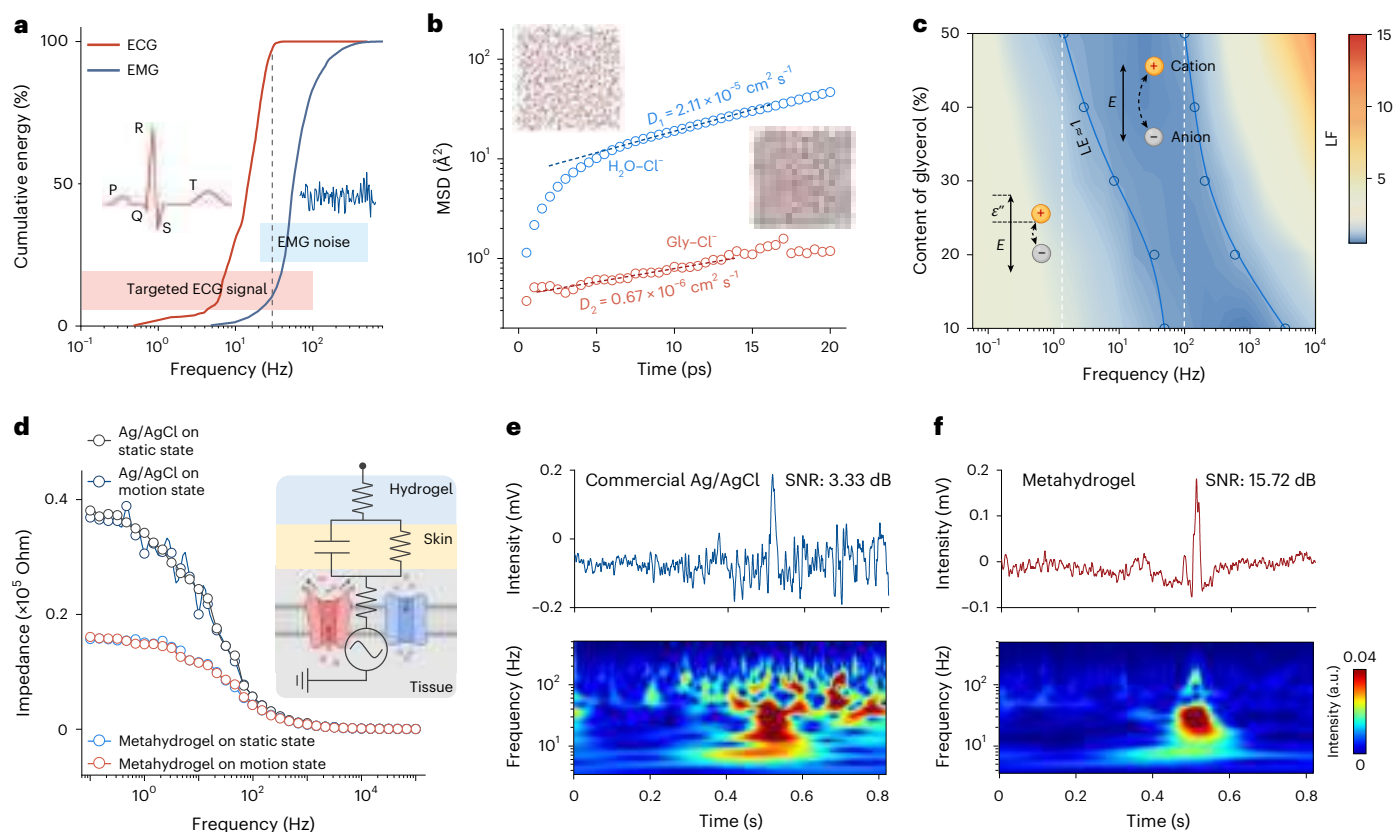 a
ECG
EMG
100
50
0
Cumulative energy (%)
R
P
T
Q
S
EMG noise
Targeted ECG signal
10⁻¹ 10⁰ 10¹ 10²
Frequency (Hz)
b
10²
10¹
10⁰
MSD (Å²)
D₁ = 2.11 × 10⁻⁵ cm² s⁻¹
H₂O–Cl⁻
Gly–Cl⁻
D₂ = 0.67 × 10⁻⁶ cm² s⁻¹
0 5 10 15 20
Time (ps)
c
50
40
30
20
10
Content of glycerol (%)
Cation
E
Anion
LF = 1
ε″
E
10⁻¹ 10⁰ 10¹ 10² 10³ 10⁴
Frequency (Hz)
15
10
5
LF
d
Ag/AgCl on
static state
Ag/AgCl on
motion state
0.4
0.2
0
Impedance (×10⁵ Ohm)
Hydrogel
Skin
Tissue
Metahydrogel on static state
Metahydrogel on motion state
10⁰ 10² 10⁴
Frequency (Hz)
e
0.2
0
−0.2
Intensity (mV)
Commercial Ag/AgCl SNR: 3.33 dB
10²
10¹
Frequency (Hz)
0 0.2 0.4 0.6 0.8
Time (s)
f
0.2
0.1
0
−0.1
Intensity (mV)
Metahydrogel SNR: 15.72 dB
10²
10¹
Frequency (Hz)
0 0.2 0.4 0.6 0.8
Time (s)
0.04
0
Intensity (a.u.)